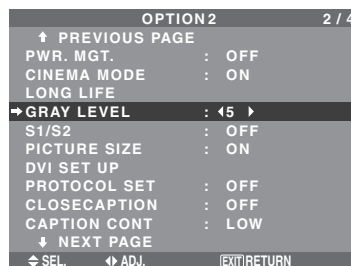 OPTION2 2/4
↑ PREVIOUS PAGE
PWR. MGT. : OFF
CINEMA MODE : ON
LONG LIFE
→ GRAY LEVEL : ◂5 ▸
S1/S2 : OFF
PICTURE SIZE : ON
DVI SET UP
PROTOCOL SET : OFF
CLOSECAPTION : OFF
CAPTION CONT : LOW
↓ NEXT PAGE
SEL. ADJ. EXIT RETURN